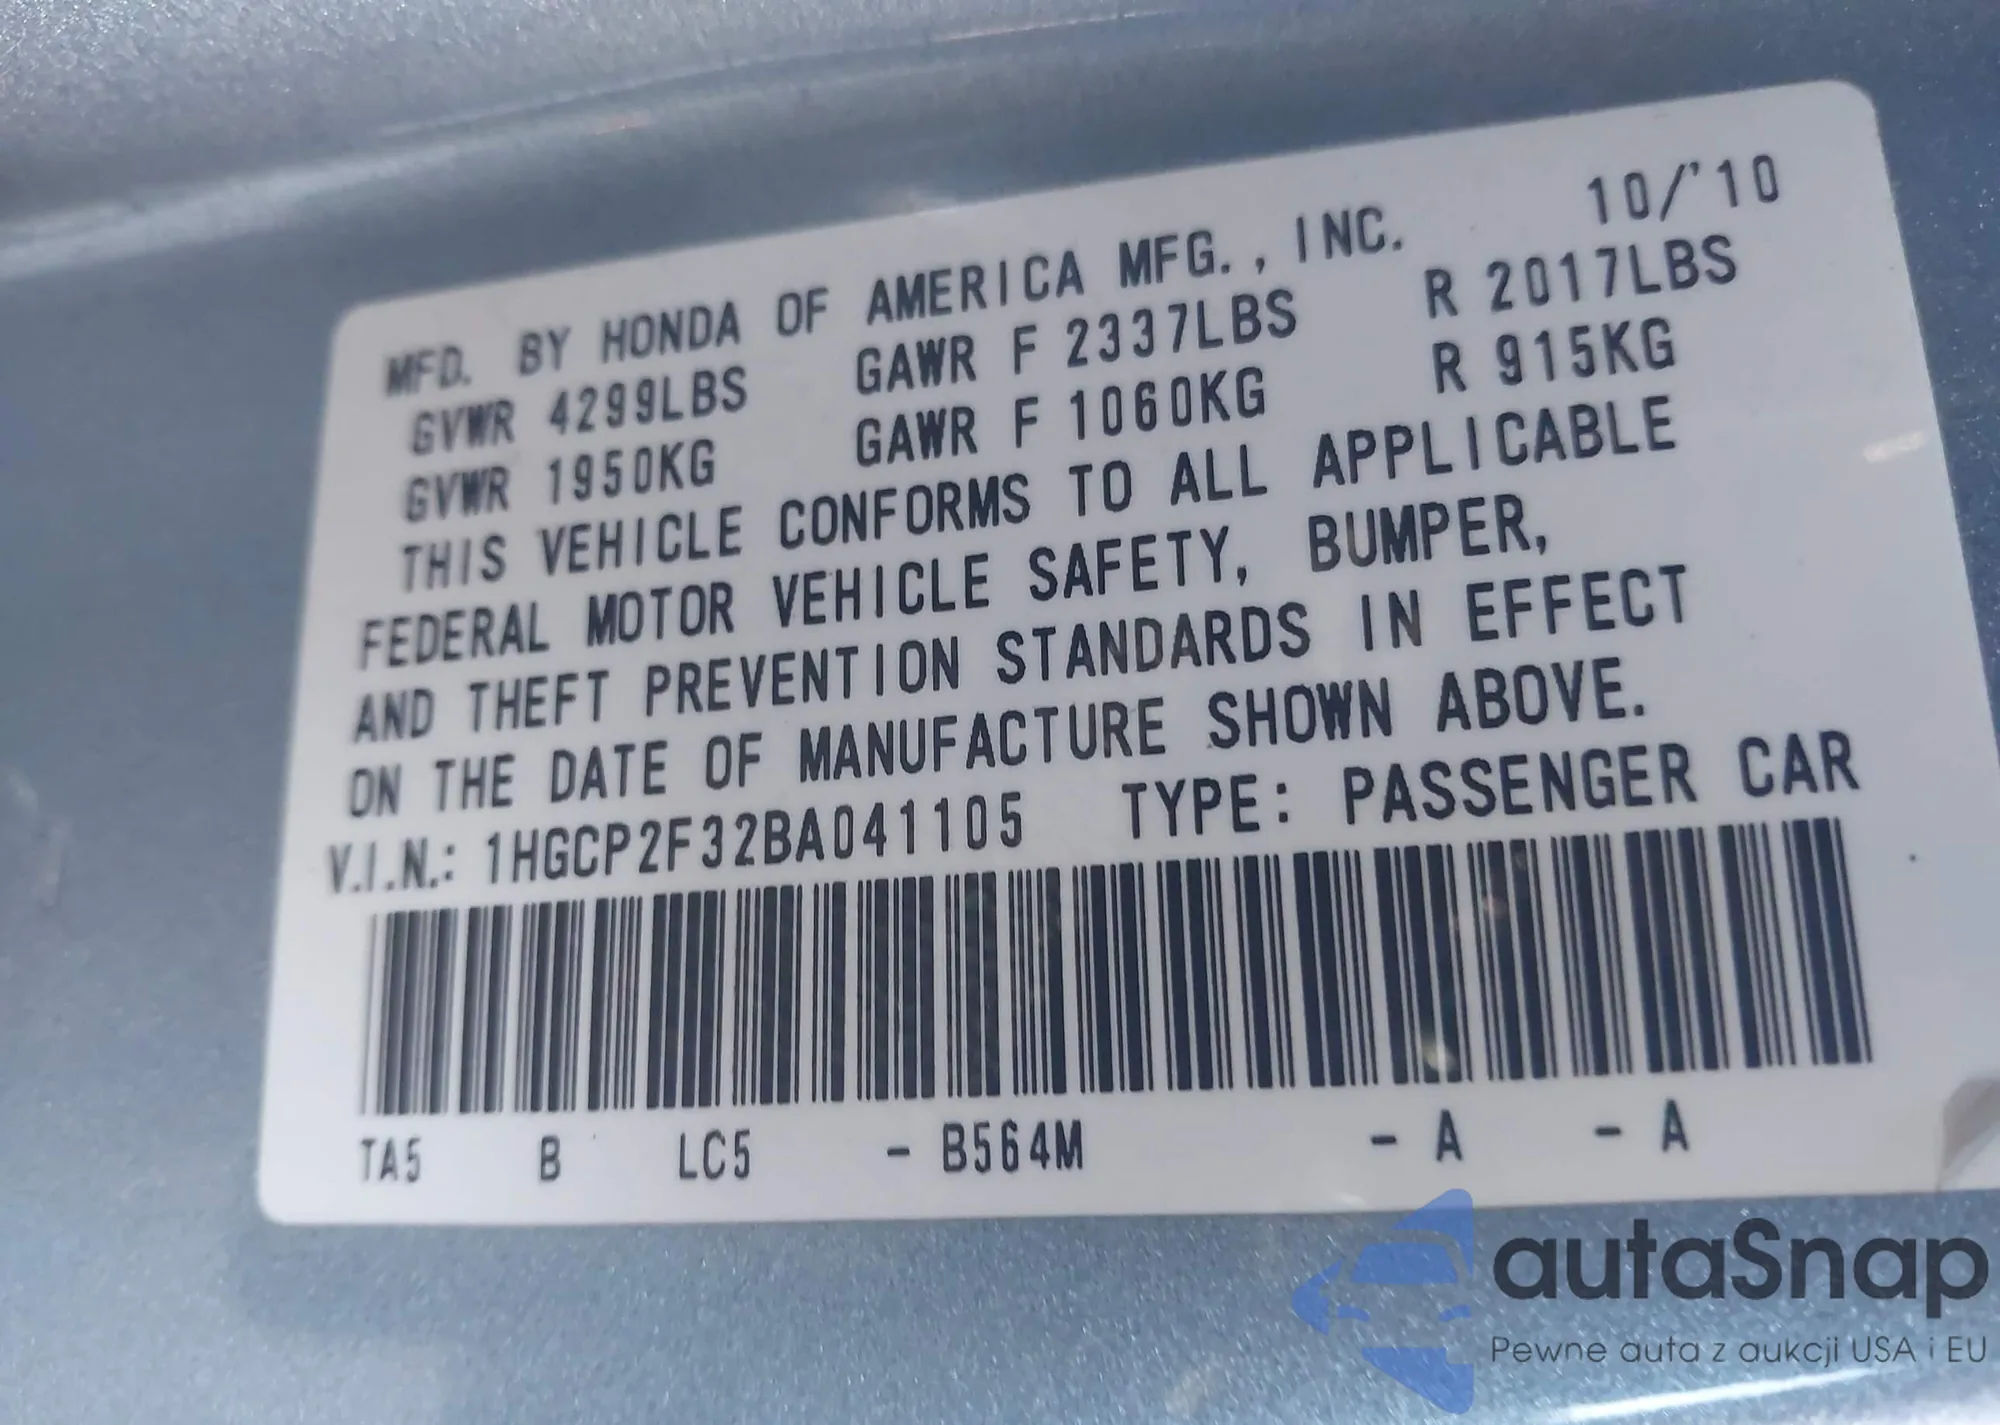 MFD. BY HONDA OF AMERICA MFG., INC. 10/'10
GVWR 4299LBS GAWR F 2337LBS R 2017LBS
GVWR 1950KG GAWR F 1060KG R 915KG
THIS VEHICLE CONFORMS TO ALL APPLICABLE
FEDERAL MOTOR VEHICLE SAFETY, BUMPER,
AND THEFT PREVENTION STANDARDS IN EFFECT
ON THE DATE OF MANUFACTURE SHOWN ABOVE.
V.I.N.: 1HGCP2F32BA041105 TYPE: PASSENGER CAR
TA5 B LC5 - B564M - A - A
autaSnap
Pewne auta z aukcji USA i EU